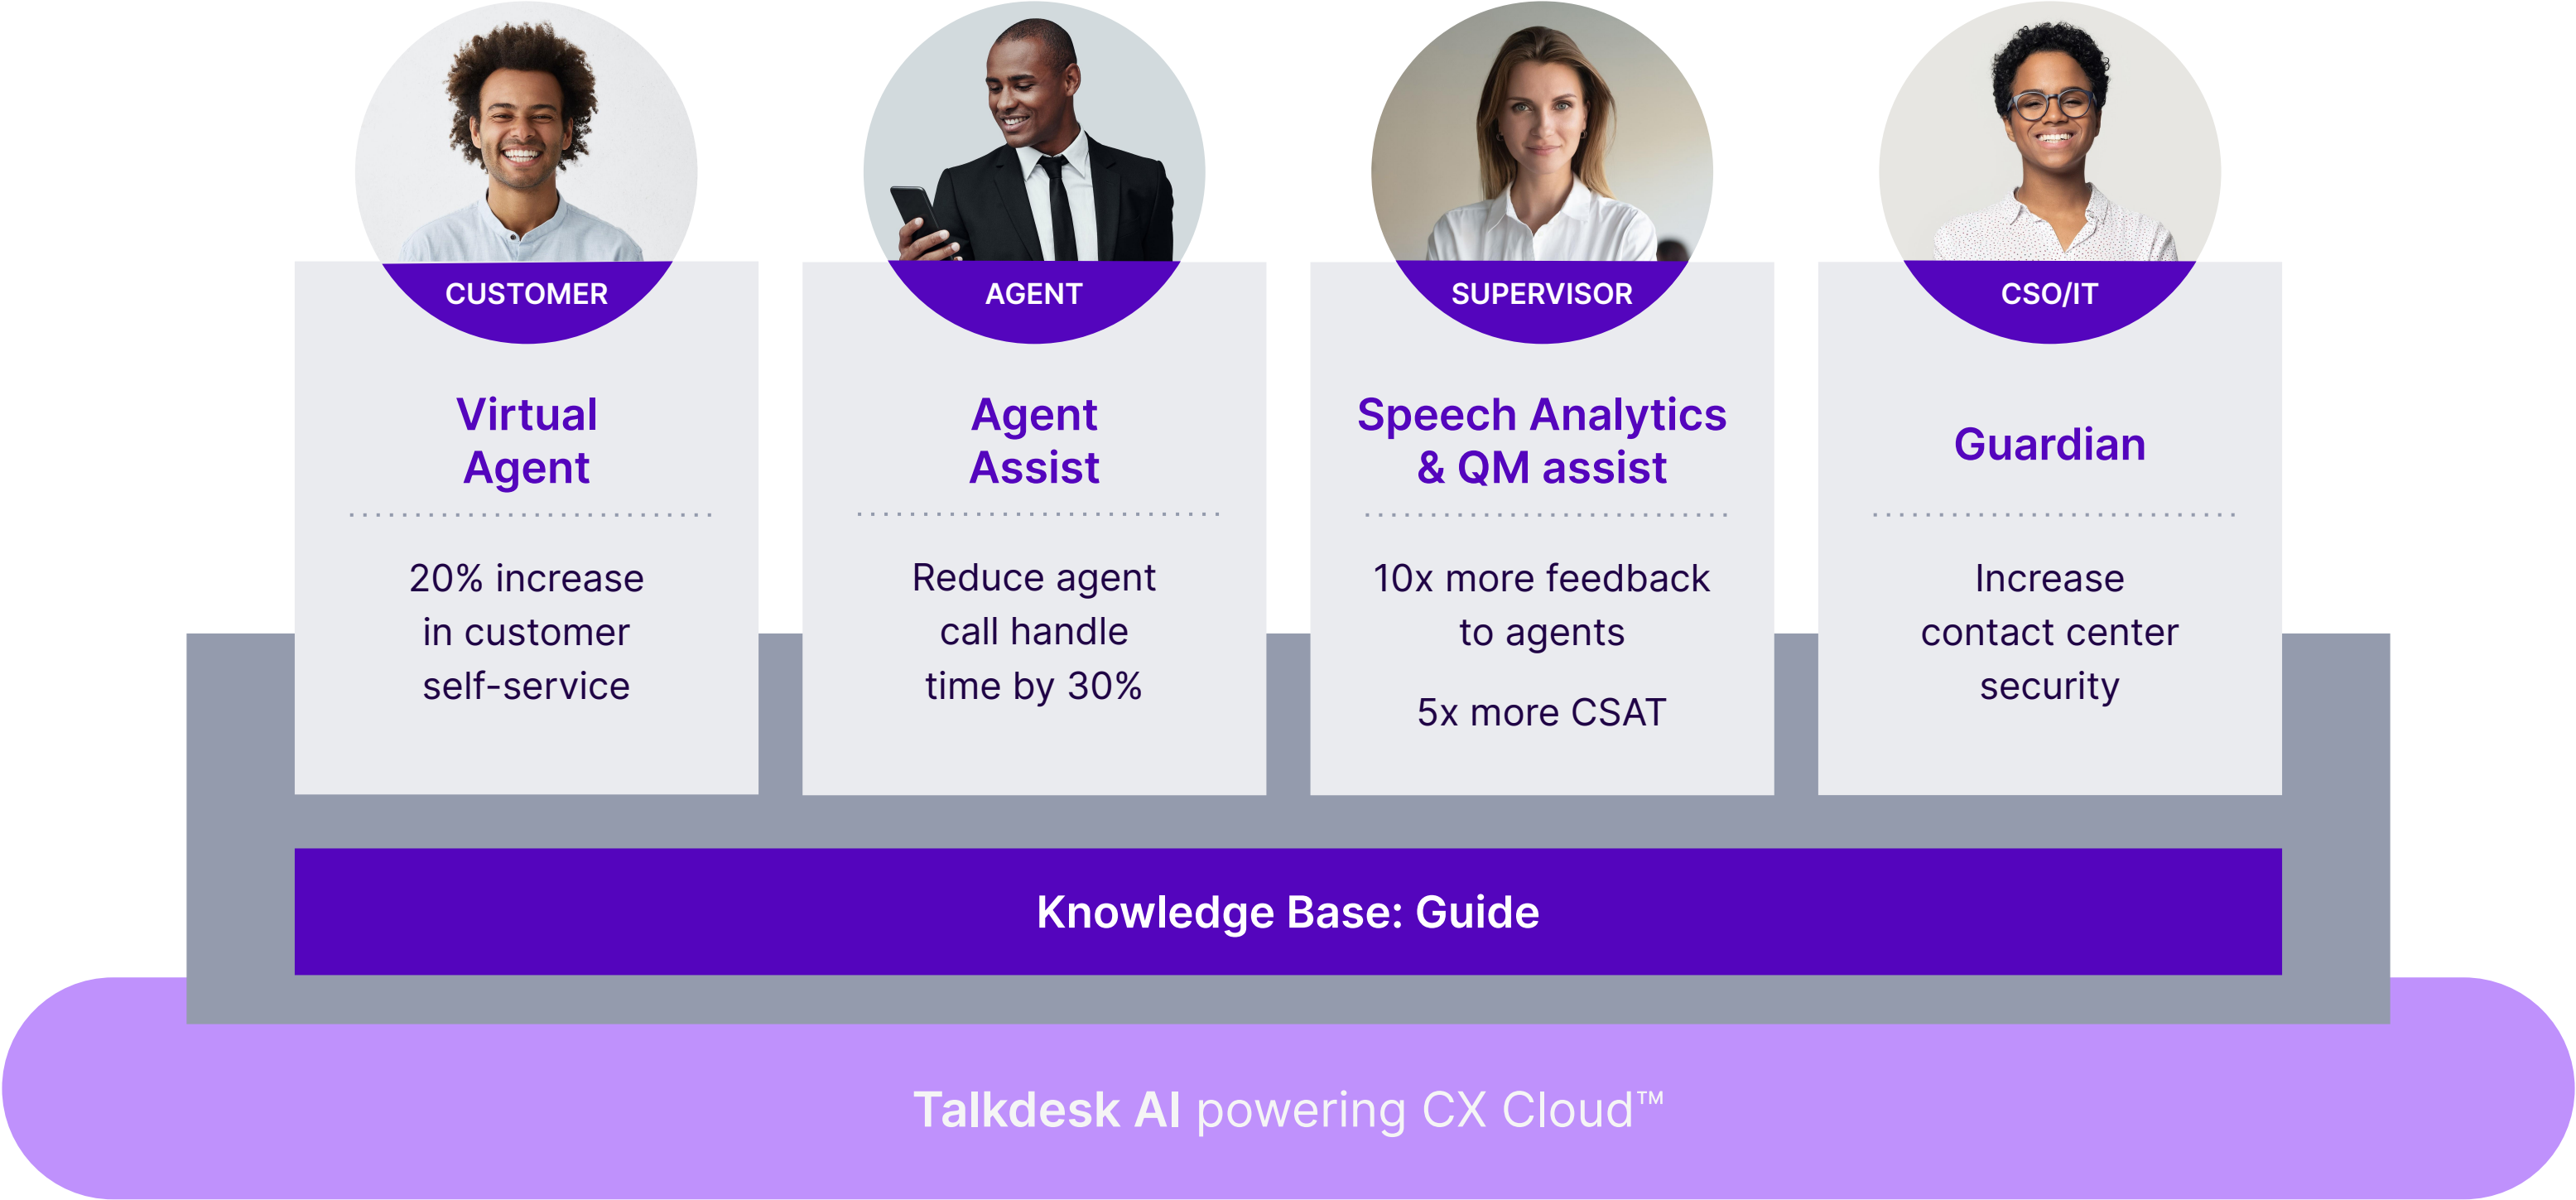 CUSTOMER
Virtual
Agent
20% increase
in customer
self-service
AGENT
Agent
Assist
Reduce agent
call handle
time by 30%
SUPERVISOR
Speech Analytics
& QM assist
10x more feedback
to agents
5x more CSAT
CSO/IT
Guardian
Increase
contact center
security
Knowledge Base: Guide
Talkdesk AI powering CX Cloud™